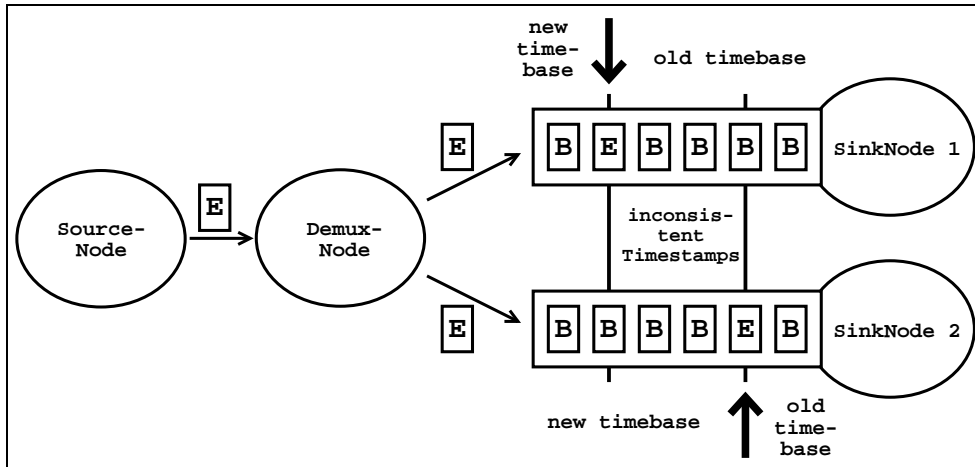 new
time-
base
old timebase
E
B E B B B B
SinkNode 1
E
Source-
Node
Demux-
Node
inconsis-
tent
Timestamps
E
B B B B E B
SinkNode 2
new timebase
old
time-
base